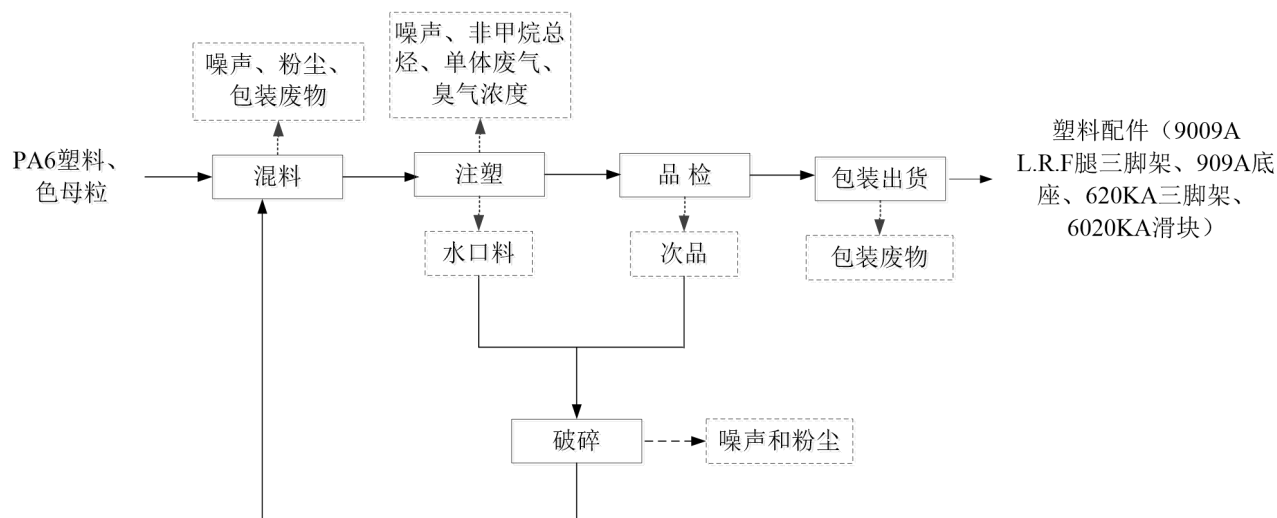 噪声、粉尘、
包装废物
噪声、非甲烷总
烃、单体废气、
臭气浓度
PA6塑料、
色母粒
混料
注塑
品 检
包装出货
塑料配件（9009A
L.R.F腿三脚架、909A底
座、620KA三脚架、
6020KA滑块）
水口料
次品
包装废物
破碎
噪声和粉尘